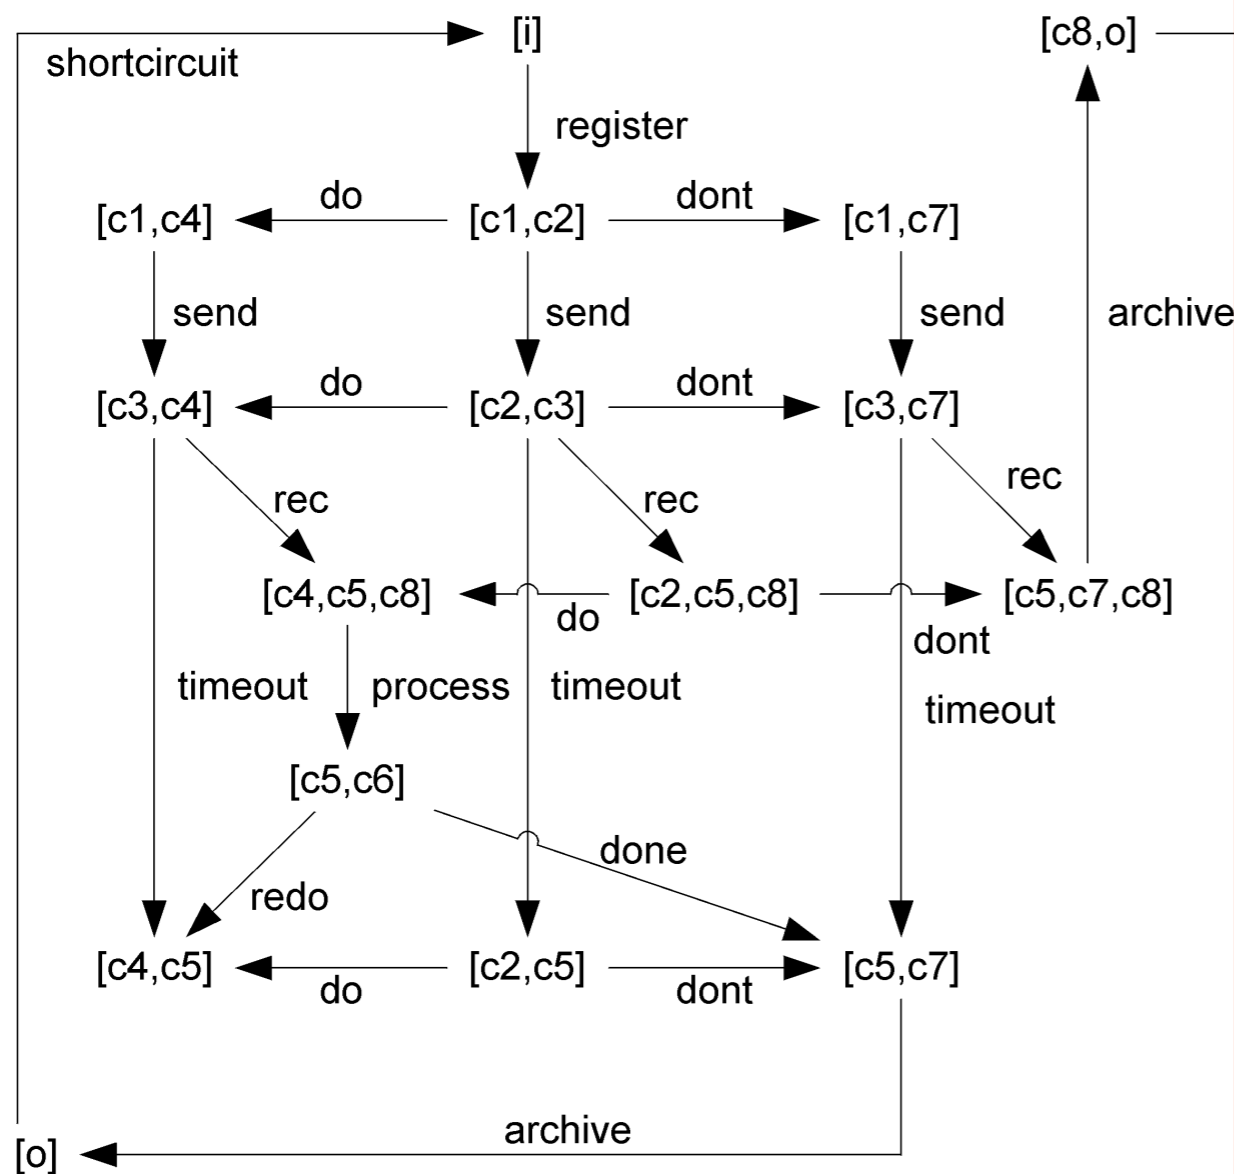 [i] [c8,o]
shortcircuit
register
do dont
[c1,c4] [c1,c2] [c1,c7]
send send send archive
do dont
[c3,c4] [c2,c3] [c3,c7]
rec rec rec
[c4,c5,c8] [c2,c5,c8] [c5,c7,c8]
do dont
timeout process timeout timeout
[c5,c6]
done
redo
[c4,c5] [c2,c5] [c5,c7]
do dont
archive
[o]